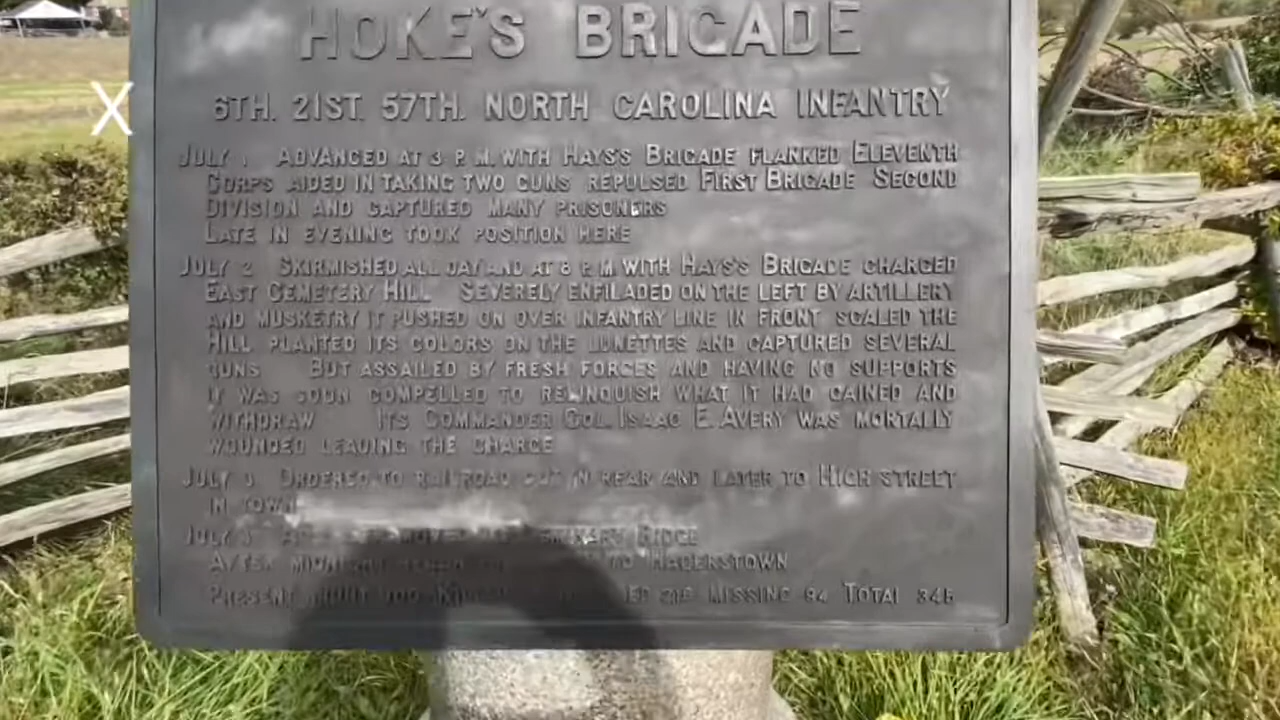 HOKE'S BRIGADE
X
6TH. 21ST. 57TH. NORTH CAROLINA INFANTRY
JULY 1 ADVANCED AT 3 P.M. WITH HAYS'S BRIGADE FLANKED ELEVENTH
CORPS AIDED IN TAKING TWO GUNS REPULSED FIRST BRIGADE SECOND
DIVISION AND CAPTURED MANY PRISONERS
LATE IN EVENING TOOK POSITION HERE
JULY 2 SKIRMISHED ALL DAY AND AT 8 P.M. WITH HAYS'S BRIGADE CHARGED
EAST CEMETERY HILL SEVERELY ENFILADED ON THE LEFT BY ARTILLERY
AND MUSKETRY IT PUSHED ON OVER INFANTRY LINE IN FRONT SCALED THE
HILL PLANTED ITS COLORS ON THE LUNETTES AND CAPTURED SEVERAL
GUNS BUT ASSAILED BY FRESH FORCES AND HAVING NO SUPPORTS
IT WAS SOON COMPELLED TO RELINQUISH WHAT IT HAD GAINED AND
WITHDRAW ITS COMMANDER COL. ISAAC E. AVERY WAS MORTALLY
WOUNDED LEADING THE CHARGE
JULY 3 ORDERED TO RAILROAD CUT IN REAR AND LATER TO HIGH STREET
IN TOWN
JULY RIDGE
AFTER MIDNIGHT TO HAGERSTOWN
PRESENT ABOUT 900 MISSING 94 TOTAL 345